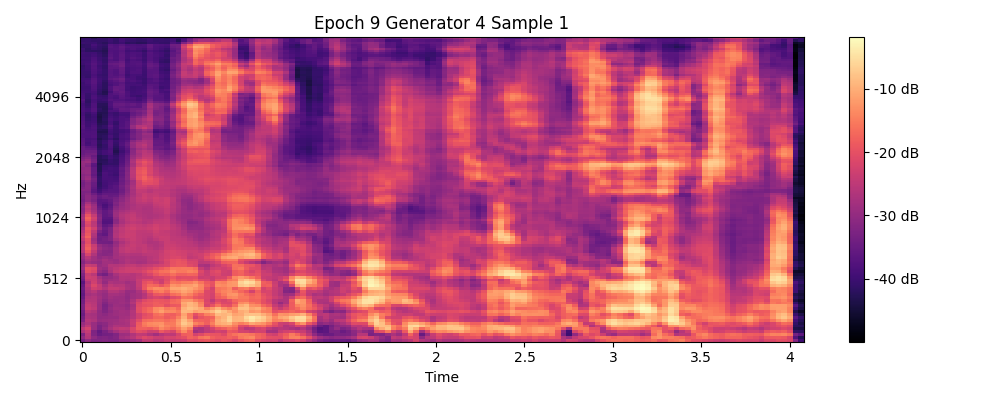 Epoch 9 Generator 4 Sample 1
Hz
4096
2048
1024
512
0
0 0.5 1 1.5 2 2.5 3 3.5 4
Time
-10 dB
-20 dB
-30 dB
-40 dB